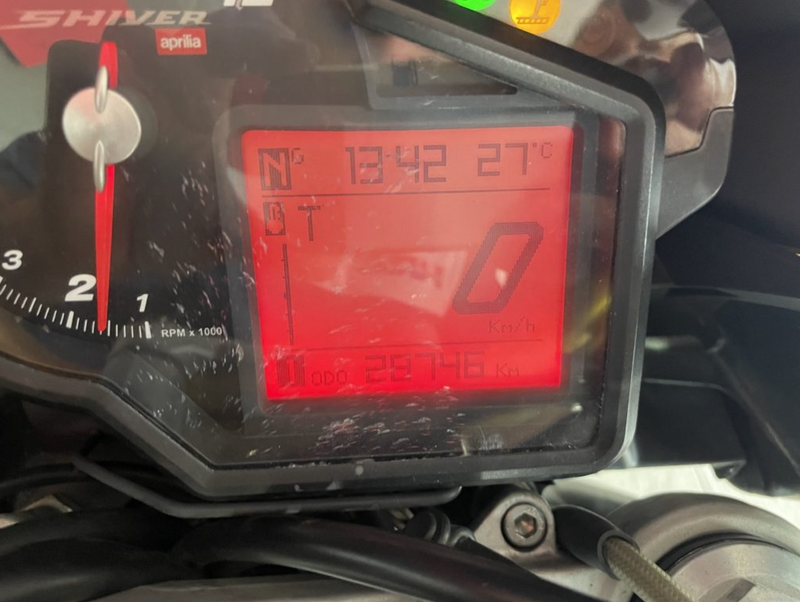 SHIVER
aprilia
N 13:42 27°C
T
0
Km/h
ODO 28746 Km
3
2
1
RPM x 1000